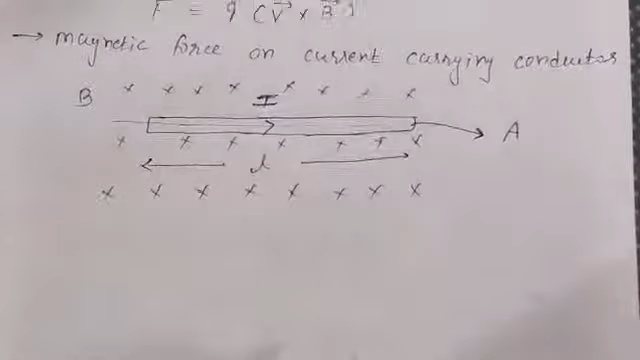 F = q (V × B)
→ magnetic force on current carrying conductor
B × × × × × × × ×
I
A
× × × × × × ×
l
× × × × × × × ×